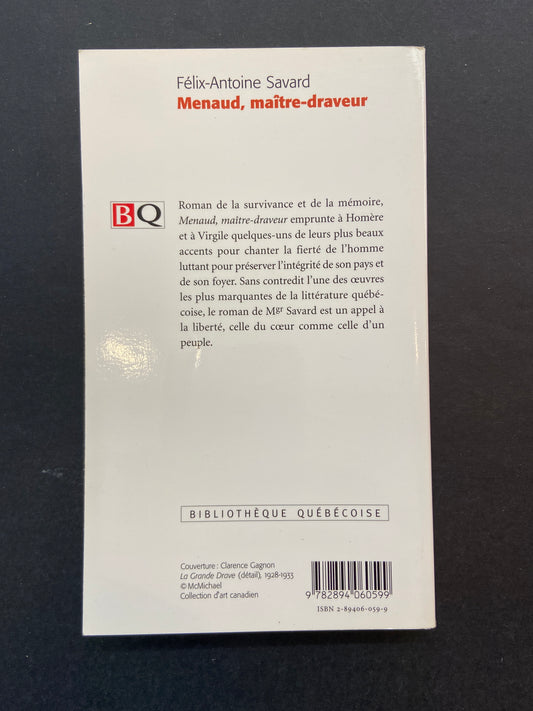 Félix-Antoine Savard
Menaud, maître-draveur
BQ
Roman de la survivance et de la mémoire,
Menaud, maître-draveur emprunte à Homère
et à Virgile quelques-uns de leurs plus beaux
accents pour chanter la fierté de l'homme
luttant pour préserver l'intégrité de son pays et
de son foyer. Sans contredit l'une des œuvres
les plus marquantes de la littérature québé-
coise, le roman de Mgr Savard est un appel à
la liberté, celle du cœur comme celle d'un
peuple.
BIBLIOTHÈQUE QUÉBÉCOISE
Couverture : Clarence Gagnon
La Grande Drave (détail), 1928-1933
© McMichael
Collection d'art canadien
9 782894 060599
ISBN 2-89406-059-9